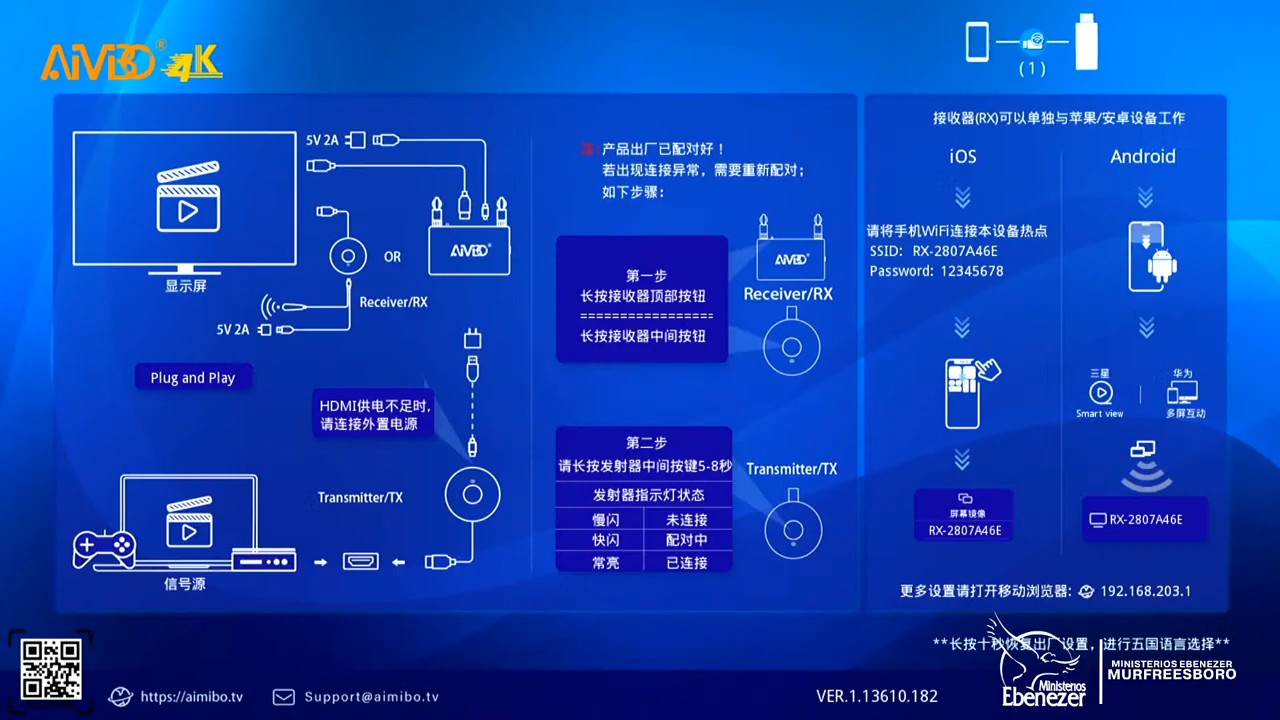 AiMiBO® 4K
(1)
5V 2A
显示屏
OR
AiMiBO®
Receiver/RX
5V 2A
Plug and Play
HDMI供电不足时,
请连接外置电源
Transmitter/TX
信号源
注:产品出厂已配对好！
若出现连接异常，需要重新配对；
如下步骤：
第一步
长按接收器顶部按钮
=================
长按接收器中间按钮
AiMiBO®
Receiver/RX
第二步
请长按发射器中间按键5-8秒
发射器指示灯状态
慢闪 未连接
快闪 配对中
常亮 已连接
Transmitter/TX
接收器(RX)可以单独与苹果/安卓设备工作
iOS
请将手机WiFi连接本设备热点
SSID: RX-2807A46E
Password: 12345678
屏幕镜像
RX-2807A46E
Android
三星
Smart view
华为
多屏互动
RX-2807A46E
更多设置请打开移动浏览器: 192.168.203.1
**长按十秒恢复出厂设置，进行五国语言选择**
https://aimibo.tv
Support@aimibo.tv
VER.1.13610.182
Ministerios
Ebenezer
MINISTERIOS EBENEZER
MURFREESBORO